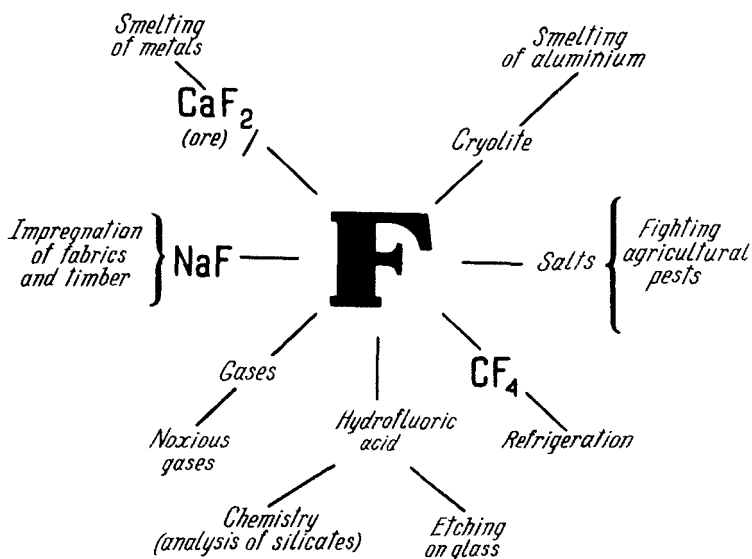 Smelting
of metals
CaF₂
(ore)
Smelting
of aluminium
Cryolite
Impregnation
of fabrics
and timber
NaF
F
Salts
Fighting
agricultural
pests
Gases
Noxious
gases
Hydrofluoric
acid
CF₄
Refrigeration
Chemistry
(analysis of silicates)
Etching
on glass